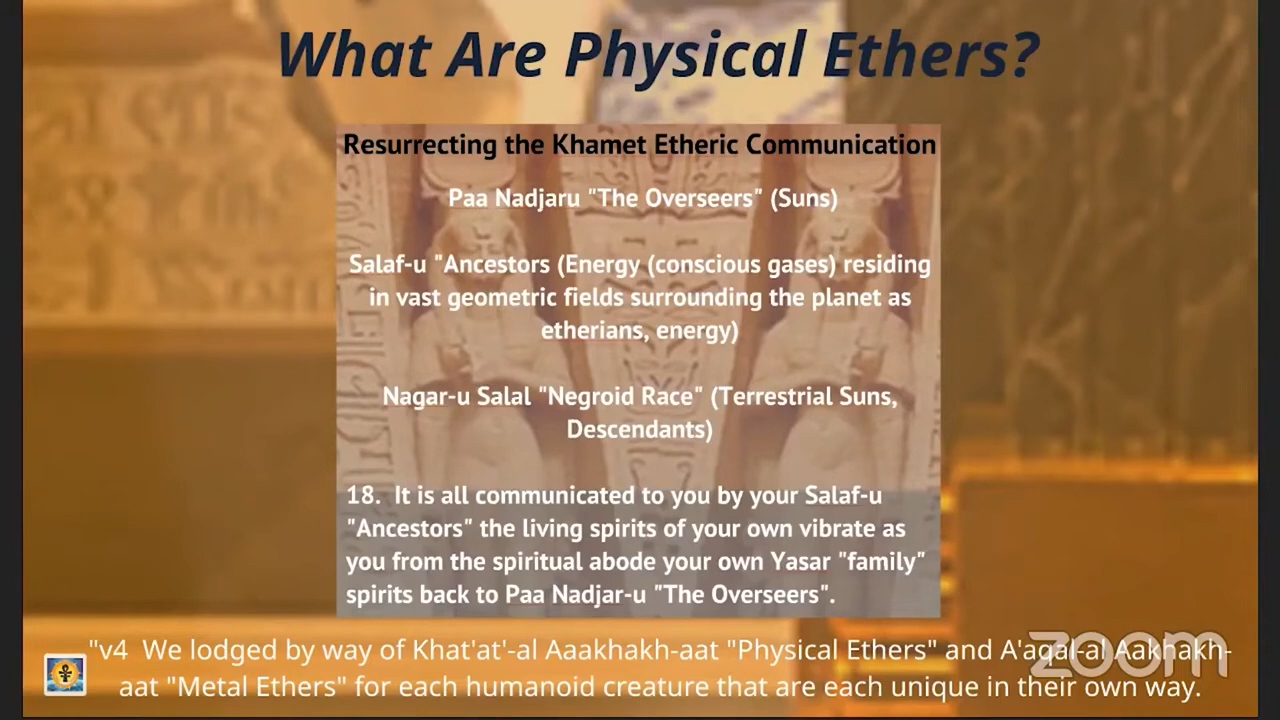 What Are Physical Ethers?
Resurrecting the Khamet Etheric Communication
Paa Nadjaru "The Overseers" (Suns)
Salaf-u "Ancestors (Energy (conscious gases) residing
in vast geometric fields surrounding the planet as
etherians, energy)
Nagar-u Salal "Negroid Race" (Terrestrial Suns,
Descendants)
18. It is all communicated to you by your Salaf-u
"Ancestors" the living spirits of your own vibrate as
you from the spiritual abode your own Yasar "family"
spirits back to Paa Nadjar-u "The Overseers".
"v4 We lodged by way of Khat'at'-al Aaakhakh-aat "Physical Ethers" and A'aqal-al Aakhakh-
aat "Metal Ethers" for each humanoid creature that are each unique in their own way.
zoom